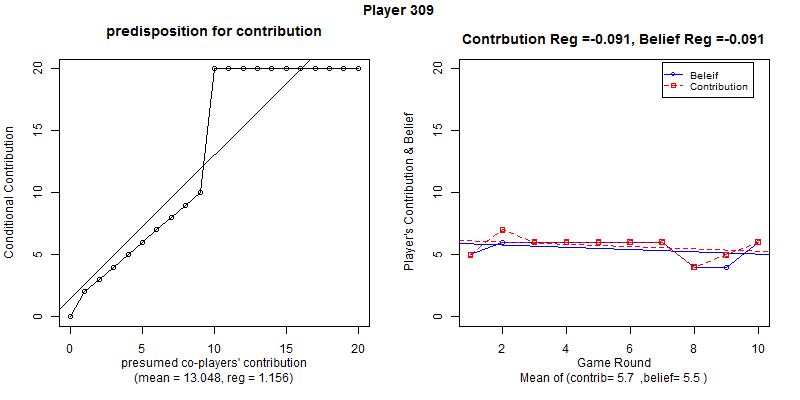 Player 309
predisposition for contribution
Conditional Contribution
20
15
10
5
0
0 5 10 15 20
presumed co-players' contribution
(mean = 13.048, reg = 1.156)
Contrbution Reg =-0.091, Belief Reg =-0.091
Player's Contribution & Belief
20
15
10
5
0
Beleif
Contribution
2 4 6 8 10
Game Round
Mean of (contrib= 5.7 ,belief= 5.5 )